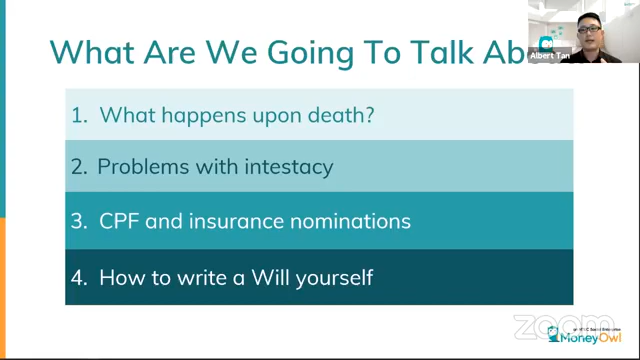 What Are We Going To Talk Ab
Albert Tan
1. What happens upon death?
2. Problems with intestacy
3. CPF and insurance nominations
4. How to write a Will yourself
zoom
MoneyOwl